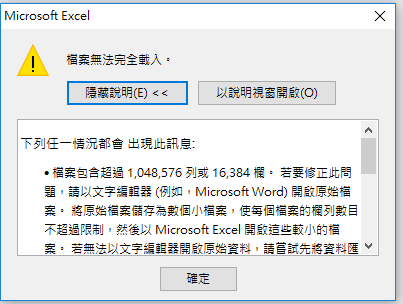 Microsoft Excel
檔案無法完全載入。
隱藏說明(E) <<
以說明視窗開啟(O)
下列任一情況都會 出現此訊息:
• 檔案包含超過 1,048,576 列或 16,384 欄。 若要修正此問
題，請以文字編輯器 (例如，Microsoft Word) 開啟原始檔
案。 將原始檔案儲存為數個小檔案，使每個檔案的欄列數目
不超過限制，然後以 Microsoft Excel 開啟這些較小的檔
案。 若無法以文字編輯器開啟原始資料，請嘗試先將資料匯
確定